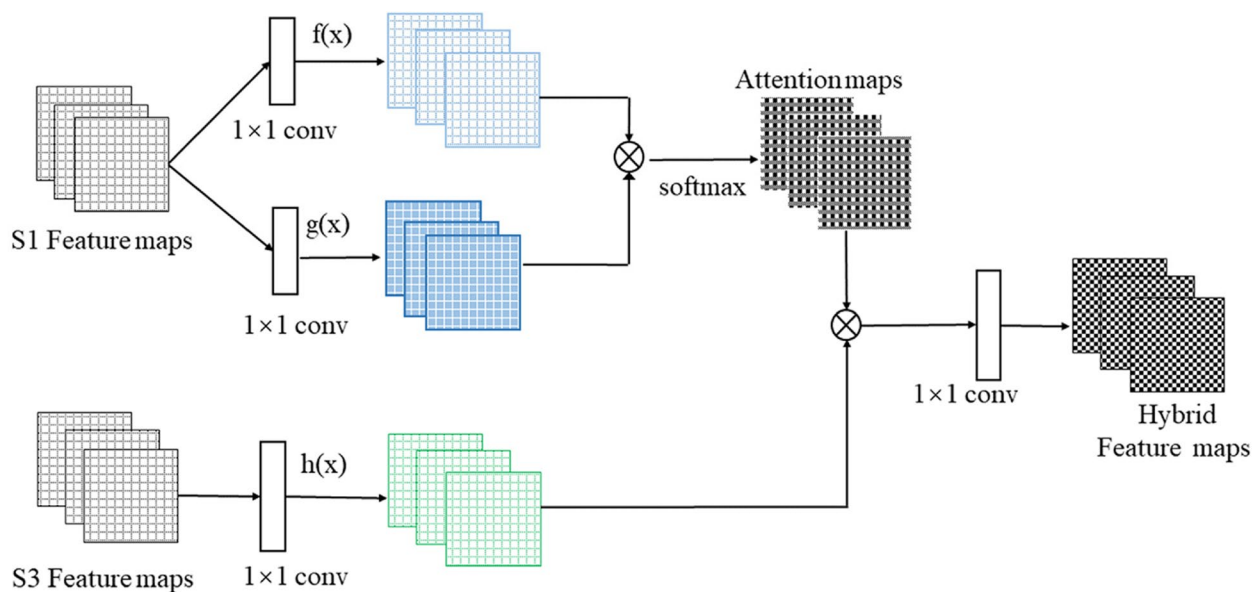 f(x)
1×1 conv
S1 Feature maps
g(x)
1×1 conv
Attention maps
softmax
1×1 conv
Hybrid
Feature maps
h(x)
1×1 conv
S3 Feature maps